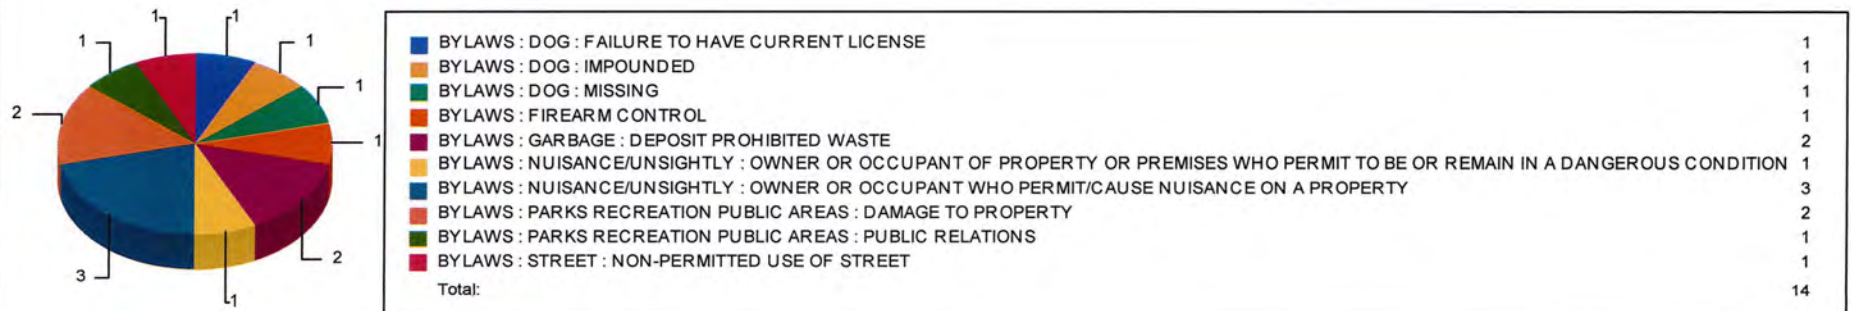 1
1
1
1
1
1
2
1
3
2
1
BYLAWS : DOG : FAILURE TO HAVE CURRENT LICENSE 1
BYLAWS : DOG : IMPOUNDED 1
BYLAWS : DOG : MISSING 1
BYLAWS : FIREARM CONTROL 1
BYLAWS : GARBAGE : DEPOSIT PROHIBITED WASTE 2
BYLAWS : NUISANCE/UNSIGHTLY : OWNER OR OCCUPANT OF PROPERTY OR PREMISES WHO PERMIT TO BE OR REMAIN IN A DANGEROUS CONDITION 1
BYLAWS : NUISANCE/UNSIGHTLY : OWNER OR OCCUPANT WHO PERMIT/CAUSE NUISANCE ON A PROPERTY 3
BYLAWS : PARKS RECREATION PUBLIC AREAS : DAMAGE TO PROPERTY 2
BYLAWS : PARKS RECREATION PUBLIC AREAS : PUBLIC RELATIONS 1
BYLAWS : STREET : NON-PERMITTED USE OF STREET 1
Total: 14